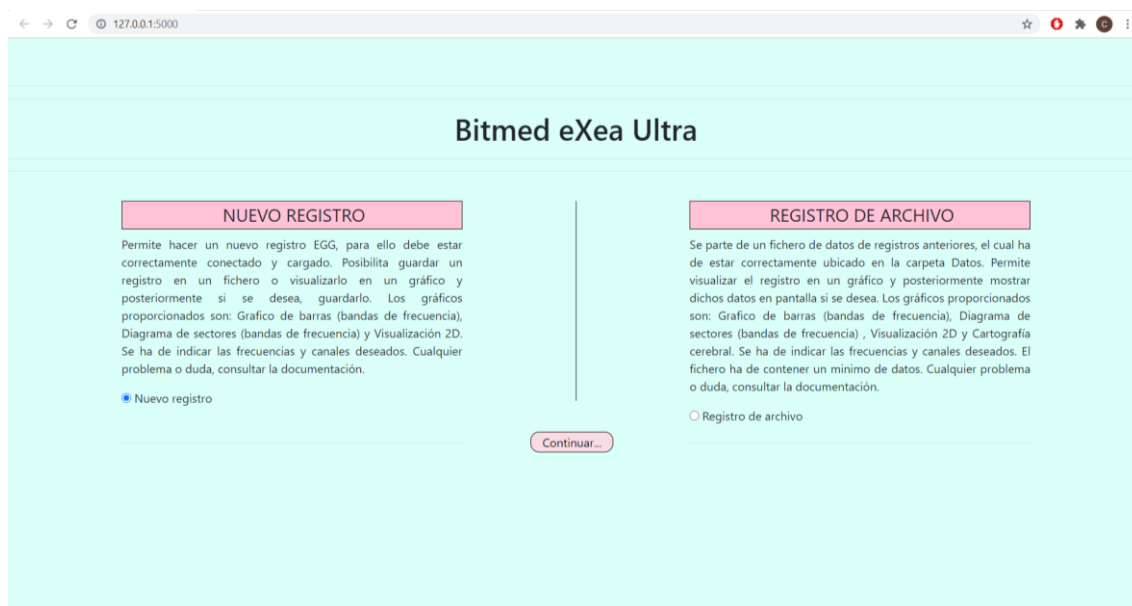 127.0.0.1:5000
C
Bitmed eXea Ultra
NUEVO REGISTRO
Permite hacer un nuevo registro EGG, para ello debe estar
correctamente conectado y cargado. Posibilita guardar un
registro en un fichero o visualizarlo en un gráfico y
posteriormente si se desea, guardarlo. Los gráficos
proporcionados son: Grafico de barras (bandas de frecuencia),
Diagrama de sectores (bandas de frecuencia) y Visualización 2D.
Se ha de indicar las frecuencias y canales deseados. Cualquier
problema o duda, consultar la documentación.
Nuevo registro
REGISTRO DE ARCHIVO
Se parte de un fichero de datos de registros anteriores, el cual ha
de estar correctamente ubicado en la carpeta Datos. Permite
visualizar el registro en un gráfico y posteriormente mostrar
dichos datos en pantalla si se desea. Los gráficos proporcionados
son: Grafico de barras (bandas de frecuencia), Diagrama de
sectores (bandas de frecuencia) , Visualización 2D y Cartografía
cerebral. Se ha de indicar las frecuencias y canales deseados. El
fichero ha de contener un minimo de datos. Cualquier problema
o duda, consultar la documentación.
Registro de archivo
Continuar...